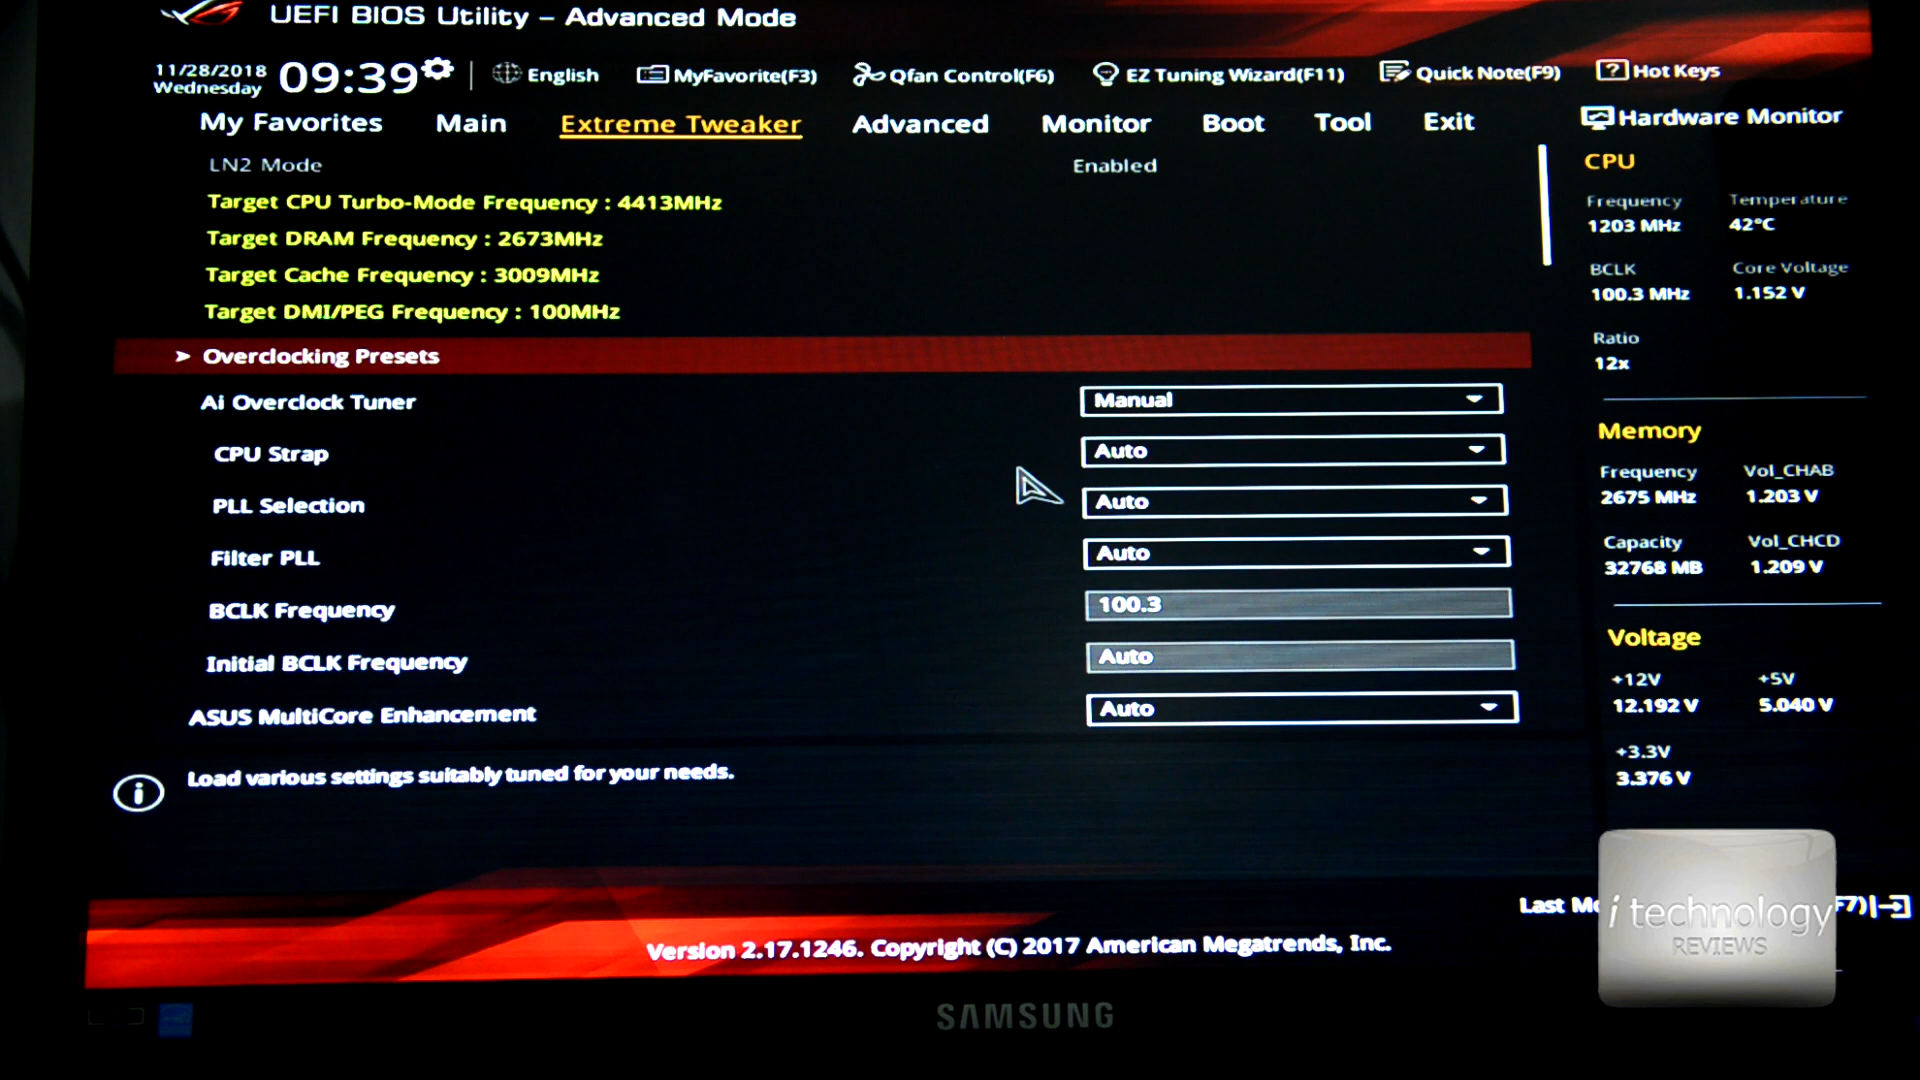 UEFI BIOS Utility – Advanced Mode
11/28/2018
Wednesday
09:39
English
MyFavorite(F3)
Qfan Control(F6)
EZ Tuning Wizard(F11)
Quick Note(F9)
Hot Keys
My Favorites
Main
Extreme Tweaker
Advanced
Monitor
Boot
Tool
Exit
LN2 Mode Enabled
Target CPU Turbo-Mode Frequency : 4413MHz
Target DRAM Frequency : 2673MHz
Target Cache Frequency : 3009MHz
Target DMI/PEG Frequency : 100MHz
Overclocking Presets
Ai Overclock Tuner Manual
CPU Strap Auto
PLL Selection Auto
Filter PLL Auto
BCLK Frequency 100.3
Initial BCLK Frequency Auto
ASUS MultiCore Enhancement Auto
Load various settings suitably tuned for your needs.
Hardware Monitor
CPU
Frequency Temperature
1203 MHz 42°C
BCLK Core Voltage
100.3 MHz 1.152 V
Ratio
12x
Memory
Frequency Vol_CHAB
2675 MHz 1.203 V
Capacity Vol_CHCD
32768 MB 1.209 V
Voltage
+12V +5V
12.192 V 5.040 V
+3.3V
3.376 V
Last F7)
i technology
REVIEWS
Version 2.17.1246. Copyright (C) 2017 American Megatrends, Inc.
SAMSUNG